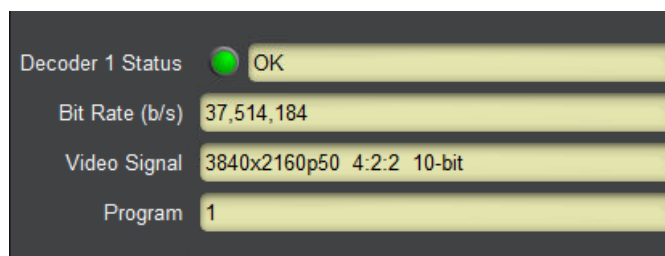 Decoder 1 Status OK
Bit Rate (b/s) 37,514,184
Video Signal 3840x2160p50 4:2:2 10-bit
Program 1